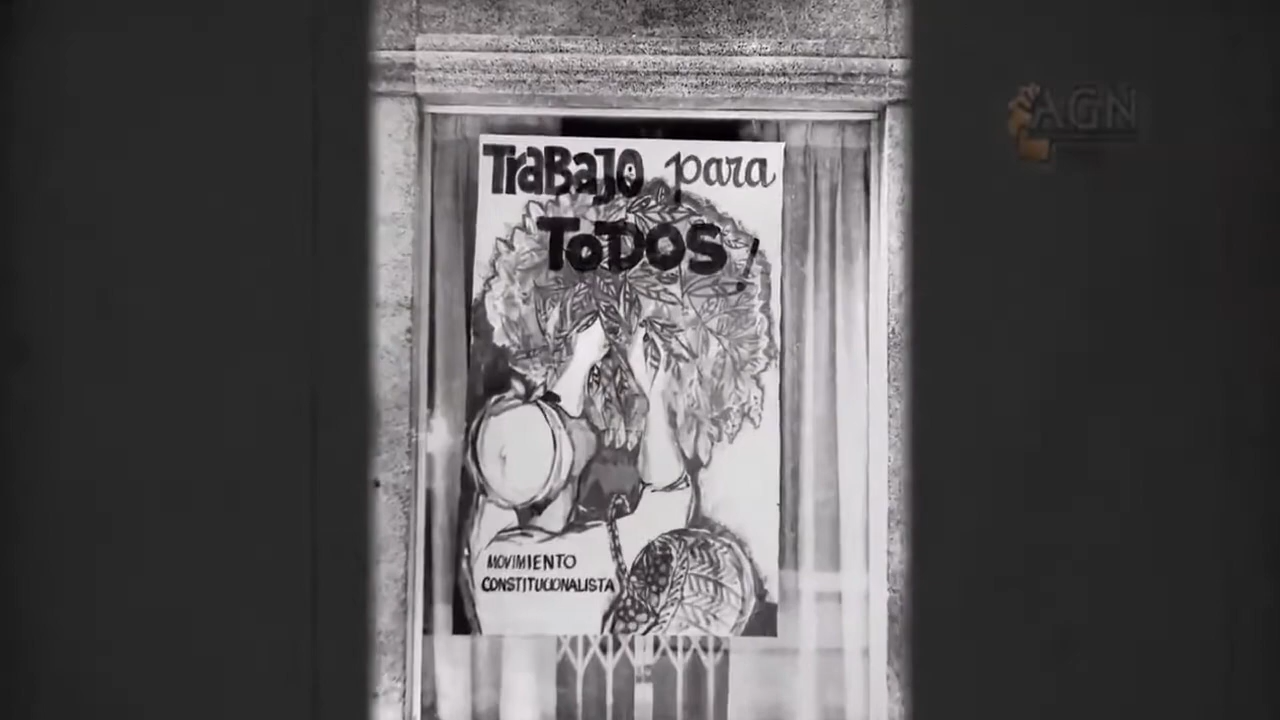 TraBaJO para
ToDOS!
MOVIMIENTO
CONSTITUCIONALISTA
AGN